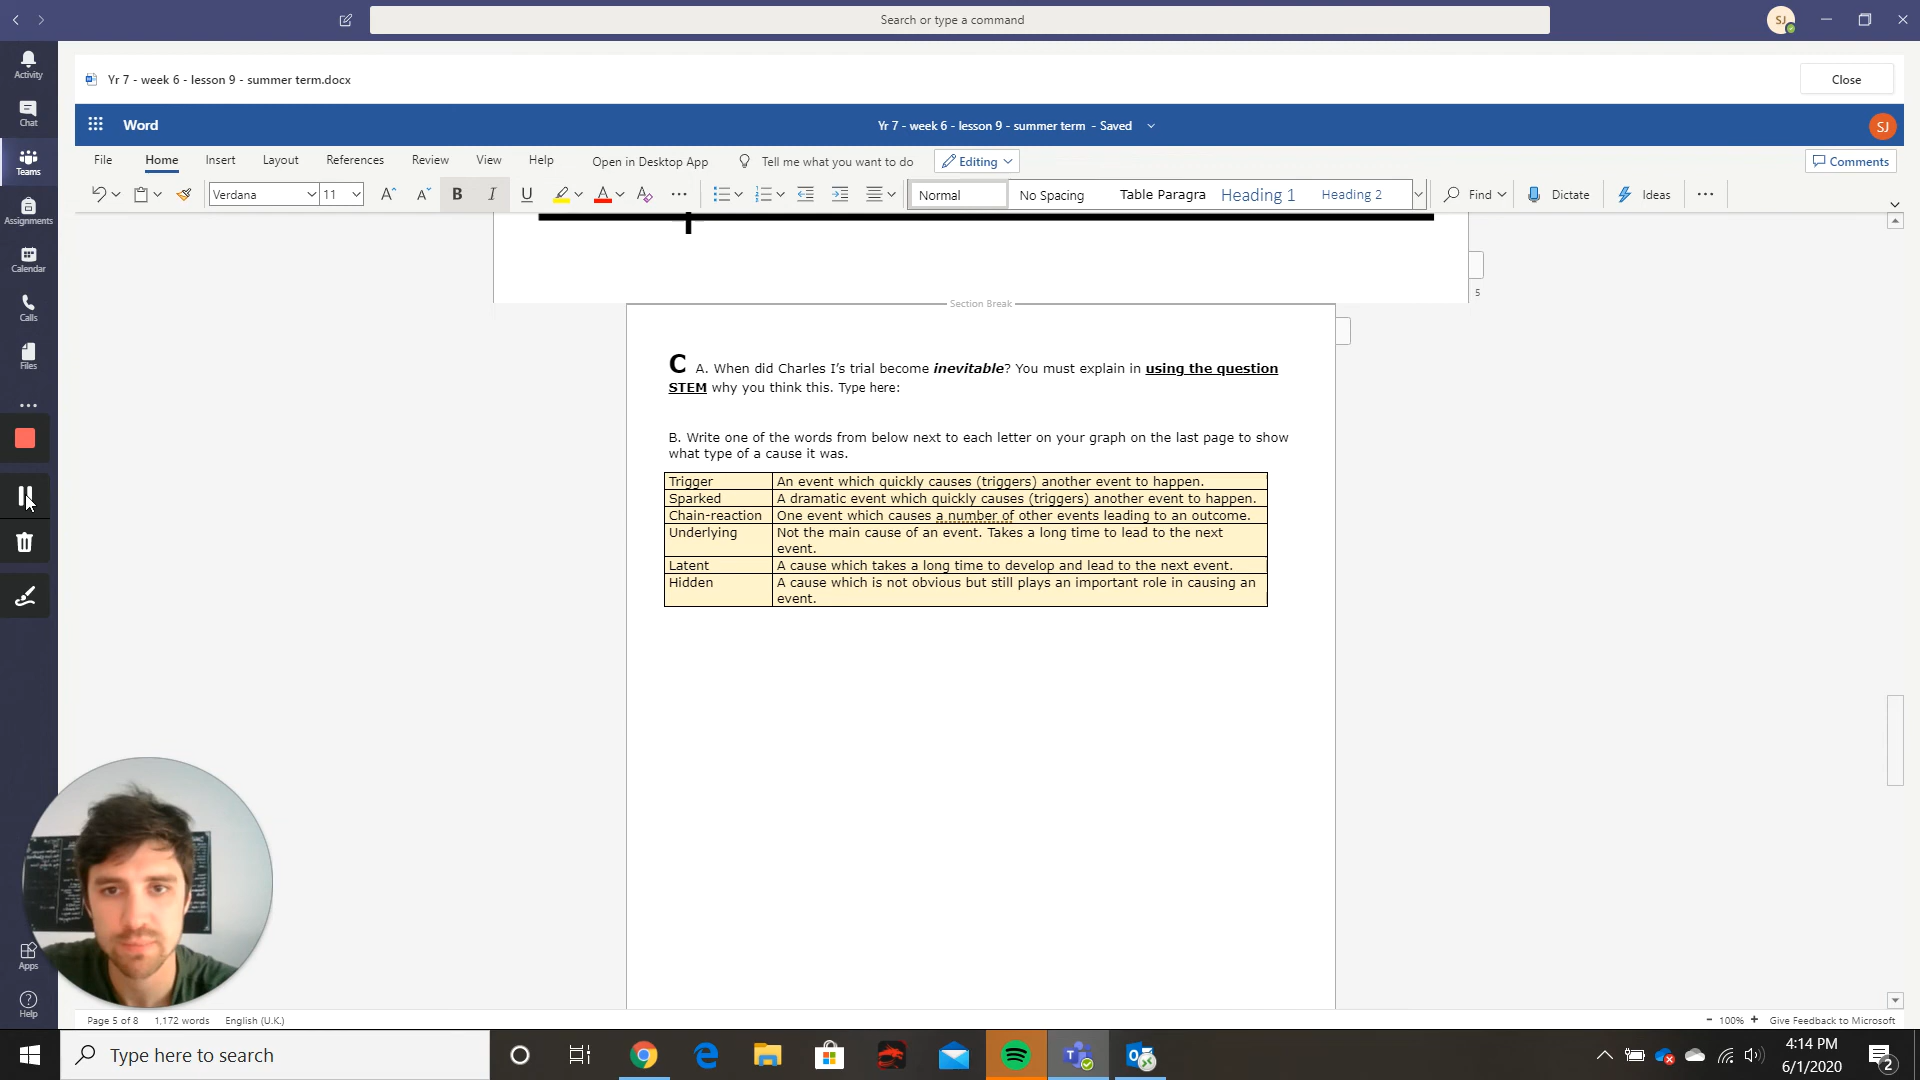 Search or type a command
SJ
Activity
Chat
Teams
Assignments
Calendar
Calls
Files
Apps
Help
Yr 7 - week 6 - lesson 9 - summer term.docx
Close
Word
Yr 7 - week 6 - lesson 9 - summer term - Saved
SJ
File Home Insert Layout References Review View Help Open in Desktop App Tell me what you want to do Editing Comments
Verdana 11 B I U A Normal No Spacing Table Paragra Heading 1 Heading 2 Find Dictate Ideas
5
Section Break
C A. When did Charles I's trial become inevitable? You must explain in using the question
STEM why you think this. Type here:
B. Write one of the words from below next to each letter on your graph on the last page to show
what type of a cause it was.
Trigger An event which quickly causes (triggers) another event to happen.
Sparked A dramatic event which quickly causes (triggers) another event to happen.
Chain-reaction One event which causes a number of other events leading to an outcome.
Underlying Not the main cause of an event. Takes a long time to lead to the next
event.
Latent A cause which takes a long time to develop and lead to the next event.
Hidden A cause which is not obvious but still plays an important role in causing an
event.
Page 5 of 8 1,172 words English (U.K.) - 100% + Give Feedback to Microsoft
Type here to search
4:14 PM
6/1/2020
2